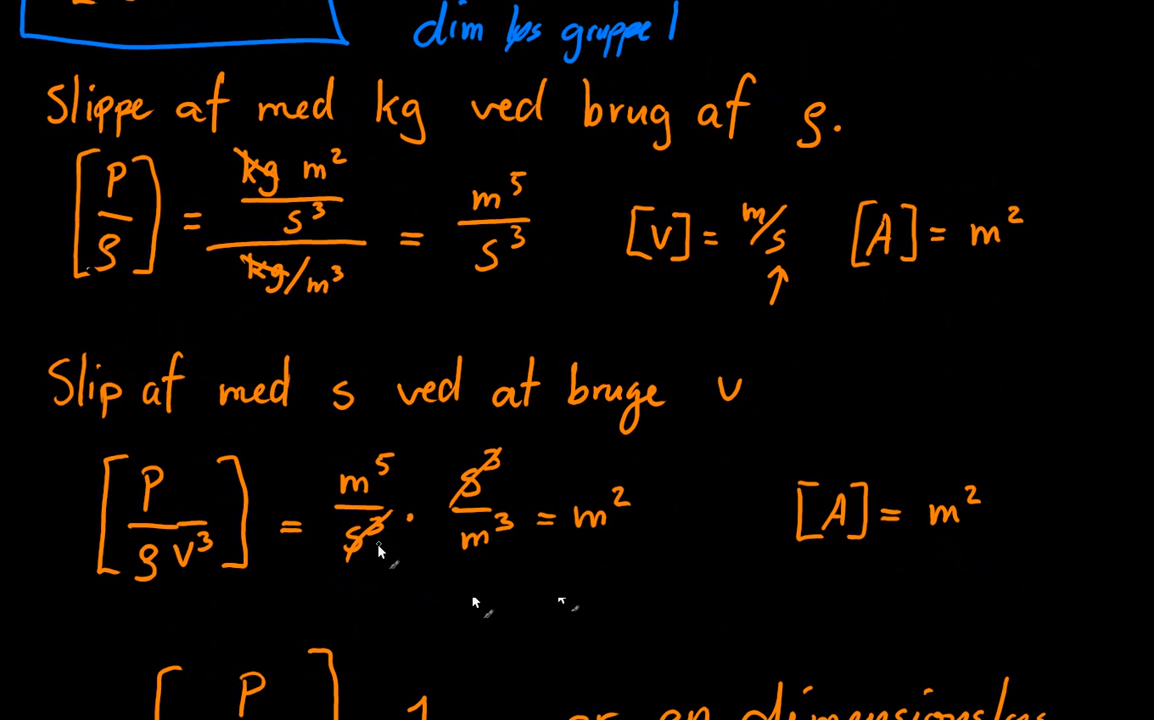 dim løs gruppe 1
Slippe af med kg ved brug af ρ.
[P/ρ] = (kg m²/s³)/(kg/m³) = m⁵/s³ [v] = m/s [A] = m²
↑
Slip af med s ved at bruge v
[P/(ρ v³)] = m⁵/s³ · s³/m³ = m² [A] = m²
[P 1 er en dimensionsløs